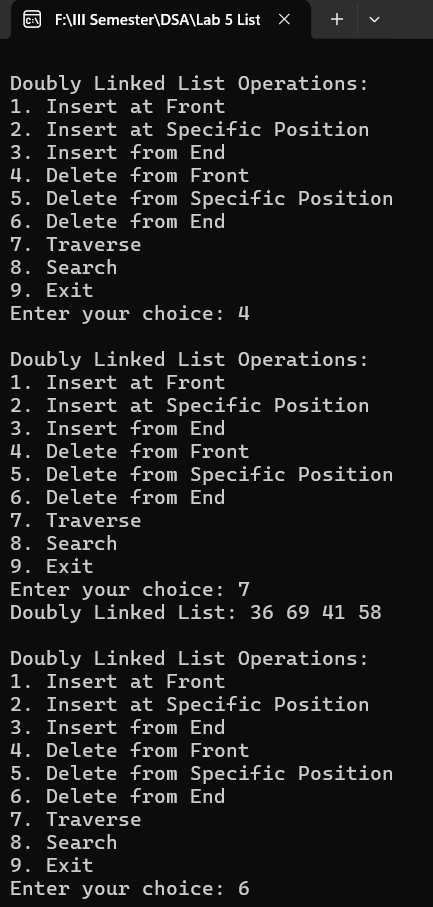 F:\III Semester\DSA\Lab 5 List
Doubly Linked List Operations:
1. Insert at Front
2. Insert at Specific Position
3. Insert from End
4. Delete from Front
5. Delete from Specific Position
6. Delete from End
7. Traverse
8. Search
9. Exit
Enter your choice: 4
Doubly Linked List Operations:
1. Insert at Front
2. Insert at Specific Position
3. Insert from End
4. Delete from Front
5. Delete from Specific Position
6. Delete from End
7. Traverse
8. Search
9. Exit
Enter your choice: 7
Doubly Linked List: 36 69 41 58
Doubly Linked List Operations:
1. Insert at Front
2. Insert at Specific Position
3. Insert from End
4. Delete from Front
5. Delete from Specific Position
6. Delete from End
7. Traverse
8. Search
9. Exit
Enter your choice: 6